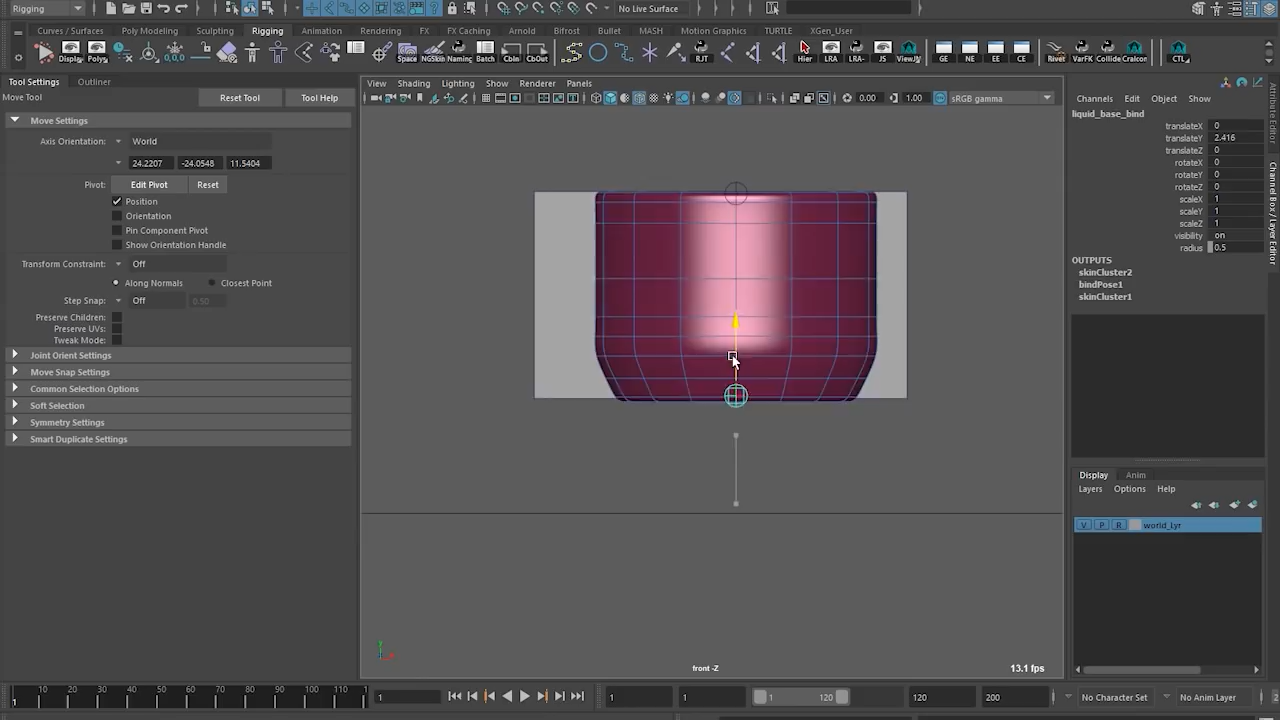 Rigging
No Live Surface
Curves / Surfaces Poly Modeling Sculpting Rigging Animation Rendering FX FX Caching Arnold Bifrost Bullet MASH Motion Graphics TURTLE XGen_User
Display Poly Space NGSkin Naming Batch CbIn CbOut RJT Hier LRA LRA- JS ViewJ GE NE EE CE Rivet VarFK Collide Cralcon CTL
Tool Settings Outliner
View Shading Lighting Show Renderer Panels
Move Tool Reset Tool Tool Help
0.00 1.00 sRGB gamma
Channels Edit Object Show
Move Settings
liquid_base_bind
translateX 0
translateY 2.416
translateZ 0
rotateX 0
rotateY 0
rotateZ 0
scaleX 1
scaleY 1
scaleZ 1
visibility on
radius 0.5
OUTPUTS
skinCluster2
bindPose1
skinCluster1
Axis Orientation: World
24.2207 -24.0548 11.5404
Pivot: Edit Pivot Reset
Position
Orientation
Pin Component Pivot
Show Orientation Handle
Transform Constraint: Off
Along Normals Closest Point
Step Snap: Off 0.50
Preserve Children:
Preserve UVs:
Tweak Mode:
Joint Orient Settings
Move Snap Settings
Common Selection Options
Soft Selection
Symmetry Settings
Smart Duplicate Settings
Attribute Editor
Channel Box / Layer Editor
Display Anim
Layers Options Help
V P R world_Lyr
front -Z
13.1 fps
10 20 30 40 50 60 70 80 90 100 110
1
1
1
1 120
120
200
No Character Set
No Anim Layer